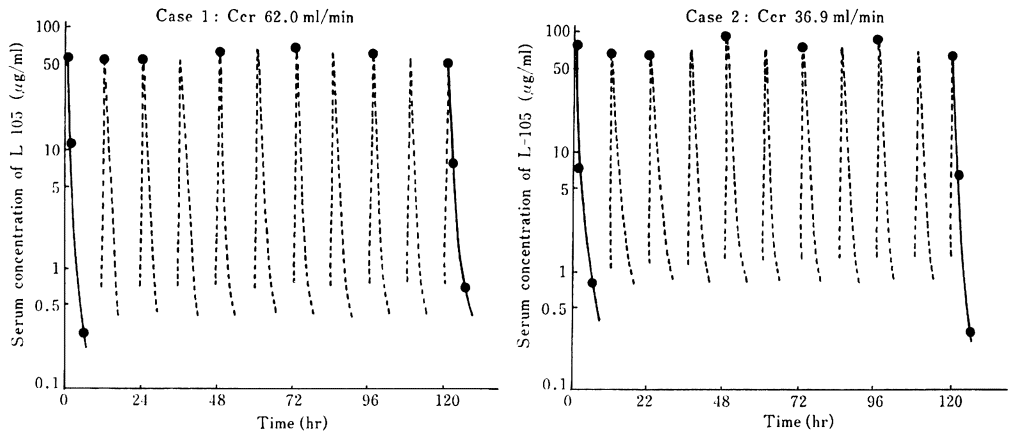 Case 1: Ccr 62.0 ml/min
Serum concentration of L 105 (μg/ml)
100
50
10
5
1
0.5
0.1
0 24 48 72 96 120
Time (hr)
Case 2: Ccr 36.9 ml/min
Serum concentration of L-105 (μg/ml)
100
50
10
5
1
0.5
0.1
0 22 48 72 96 120
Time (hr)